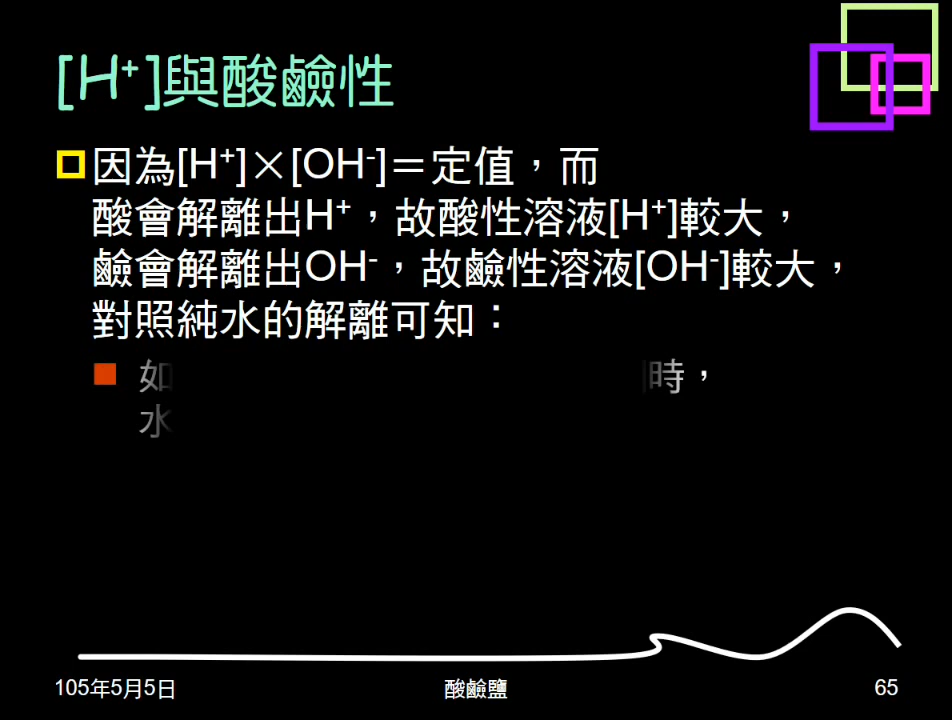 [H⁺]與酸鹼性
因為[H⁺]×[OH⁻]＝定值，而
酸會解離出H⁺，故酸性溶液[H⁺]較大，
鹼會解離出OH⁻，故鹼性溶液[OH⁻]較大，
對照純水的解離可知：
如 時，
水
105年5月5日
酸鹼鹽
65